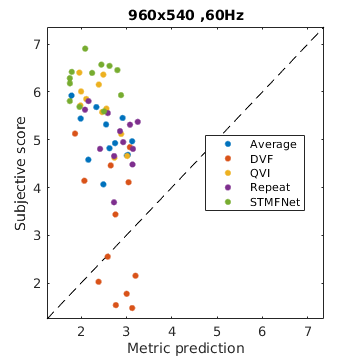 960x540 ,60Hz
Subjective score
7
6
5
4
3
2
Average
DVF
QVI
Repeat
STMFNet
2 3 4 5 6 7
Metric prediction